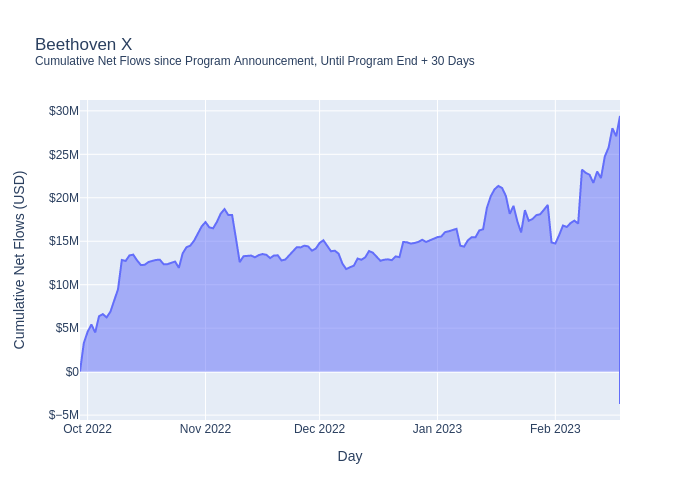 Beethoven X
Cumulative Net Flows since Program Announcement, Until Program End + 30 Days
Cumulative Net Flows (USD)
$30M
$25M
$20M
$15M
$10M
$5M
$0
$−5M
Oct 2022
Nov 2022
Dec 2022
Jan 2023
Feb 2023
Day